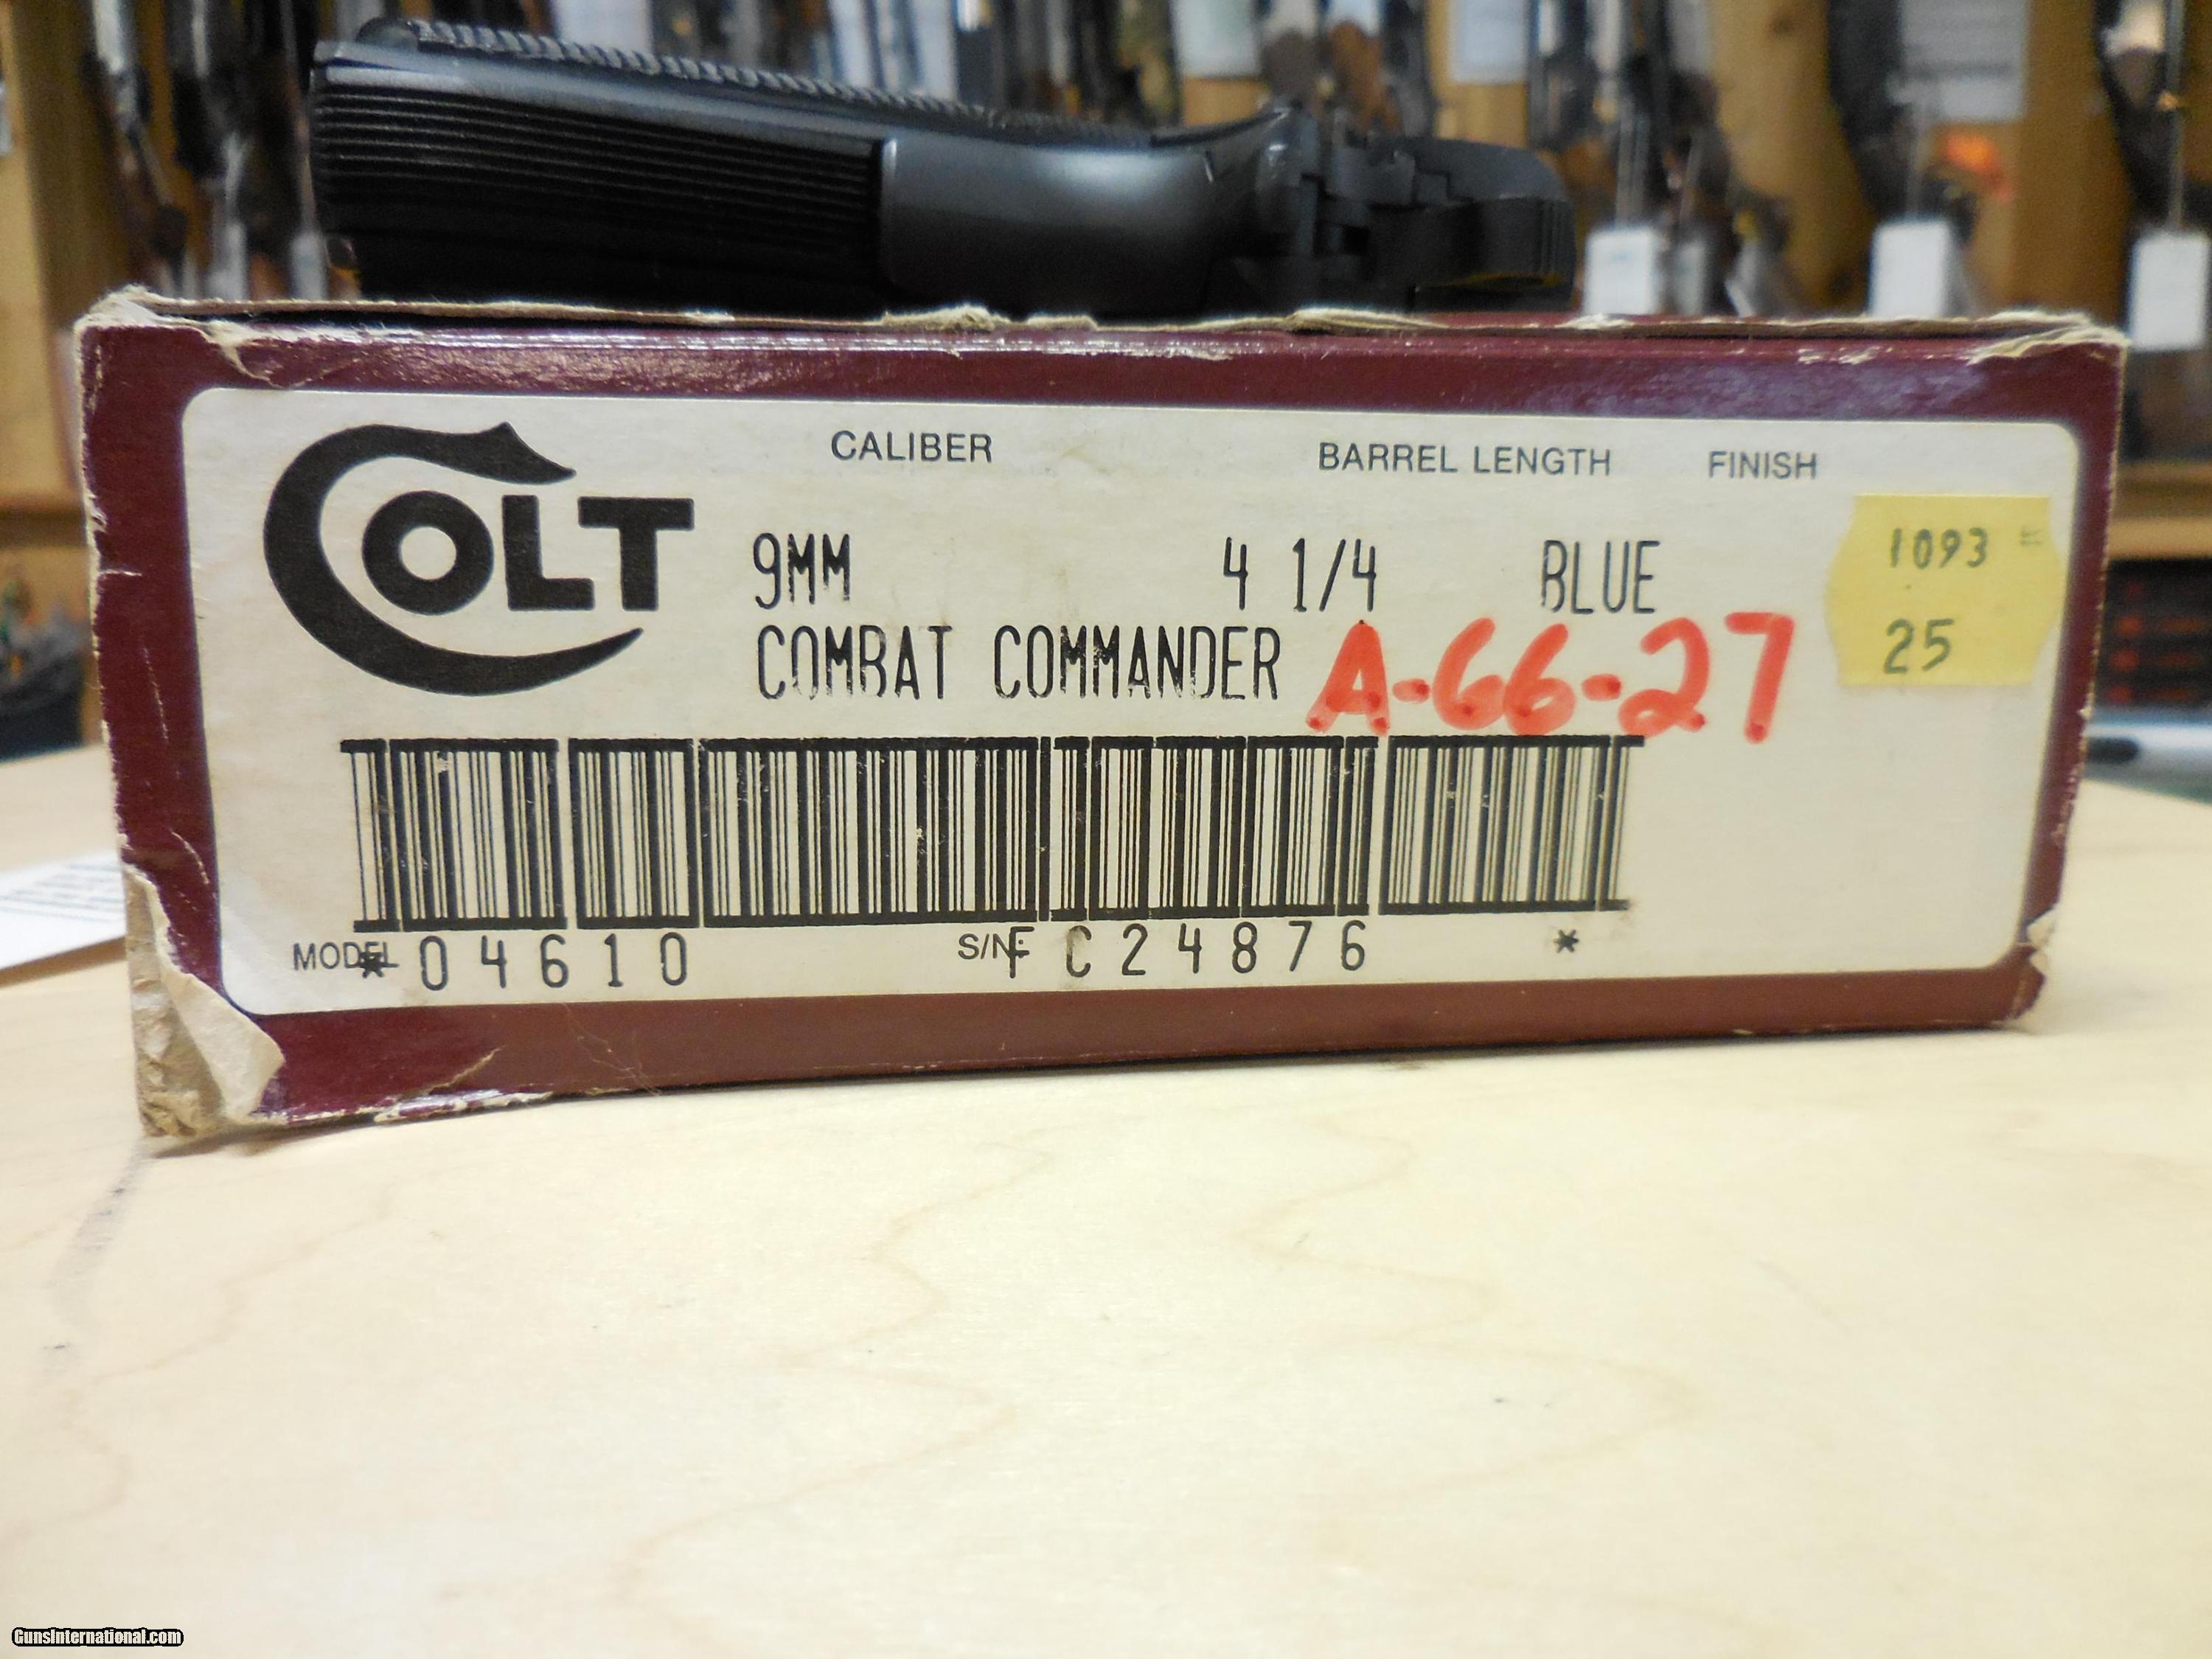 COLT
CALIBER BARREL LENGTH FINISH
9MM 4 1/4 BLUE
COMBAT COMMANDER A-66-27
1093
25
MODEL * 04610 S/N FC24876 *
GunsInternational.com